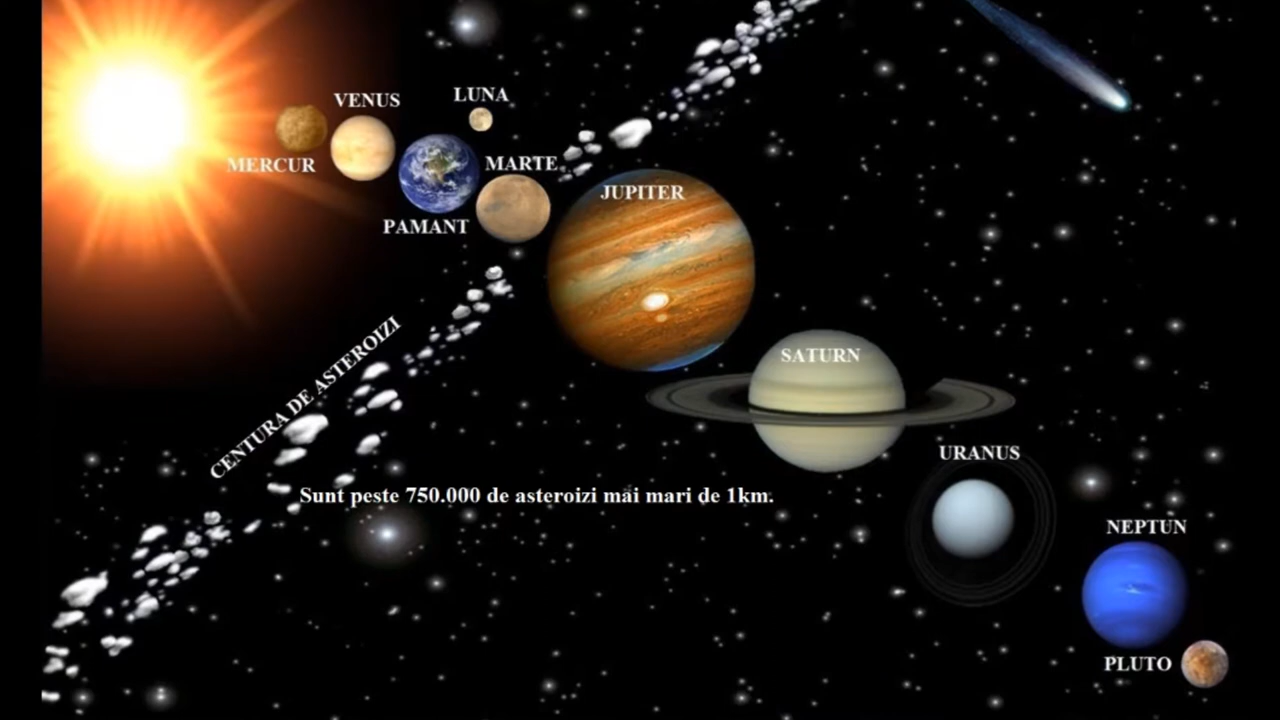 LUNA
VENUS
MERCUR
MARTE
PAMANT
JUPITER
CENTURA DE ASTEROIZI
SATURN
URANUS
Sunt peste 750.000 de asteroizi mai mari de 1km.
NEPTUN
PLUTO